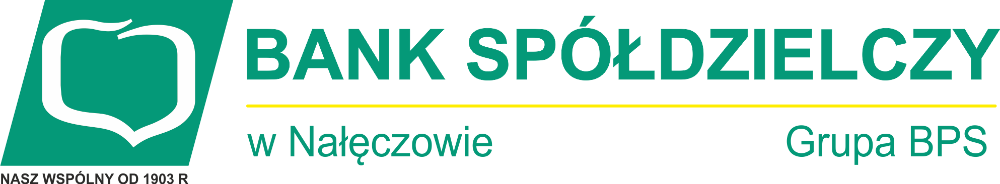 BANK SPÓŁDZIELCZY
w Nałęczowie
Grupa BPS
NASZ WSPÓLNY OD 1903 R